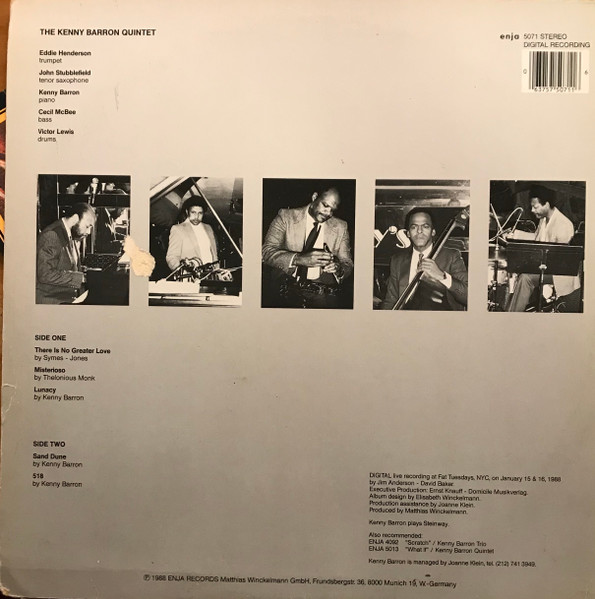 THE KENNY BARRON QUINTET
Eddie Henderson
trumpet
John Stubblefield
tenor saxophone
Kenny Barron
piano
Cecil McBee
bass
Victor Lewis
drums
enja 5071 STEREO
DIGITAL RECORDING
0 63757 50711 6
SIDE ONE
There Is No Greater Love
by Symes - Jones
Misterioso
by Thelonious Monk
Lunacy
by Kenny Barron
SIDE TWO
Sand Dune
by Kenny Barron
518
by Kenny Barron
DIGITAL live recording at Fat Tuesdays, NYC, on January 15 & 16, 1988
by Jim Anderson - David Baker.
Executive Production: Ernst Knauff - Domicile Musikverlag.
Album design by Elisabeth Winckelmann.
Production assistance by Joanne Klein.
Produced by Matthias Winckelmann.
Kenny Barron plays Steinway.
Also recommended:
ENJA 4092 "Scratch" / Kenny Barron Trio
ENJA 5013 "What If" / Kenny Barron Quintet
Kenny Barron is managed by Joanne Klein, tel. (212) 741 3949.
℗ 1988 ENJA RECORDS Matthias Winckelmann GmbH, Frundsbergstr. 36, 8000 Munich 19, W.-Germany